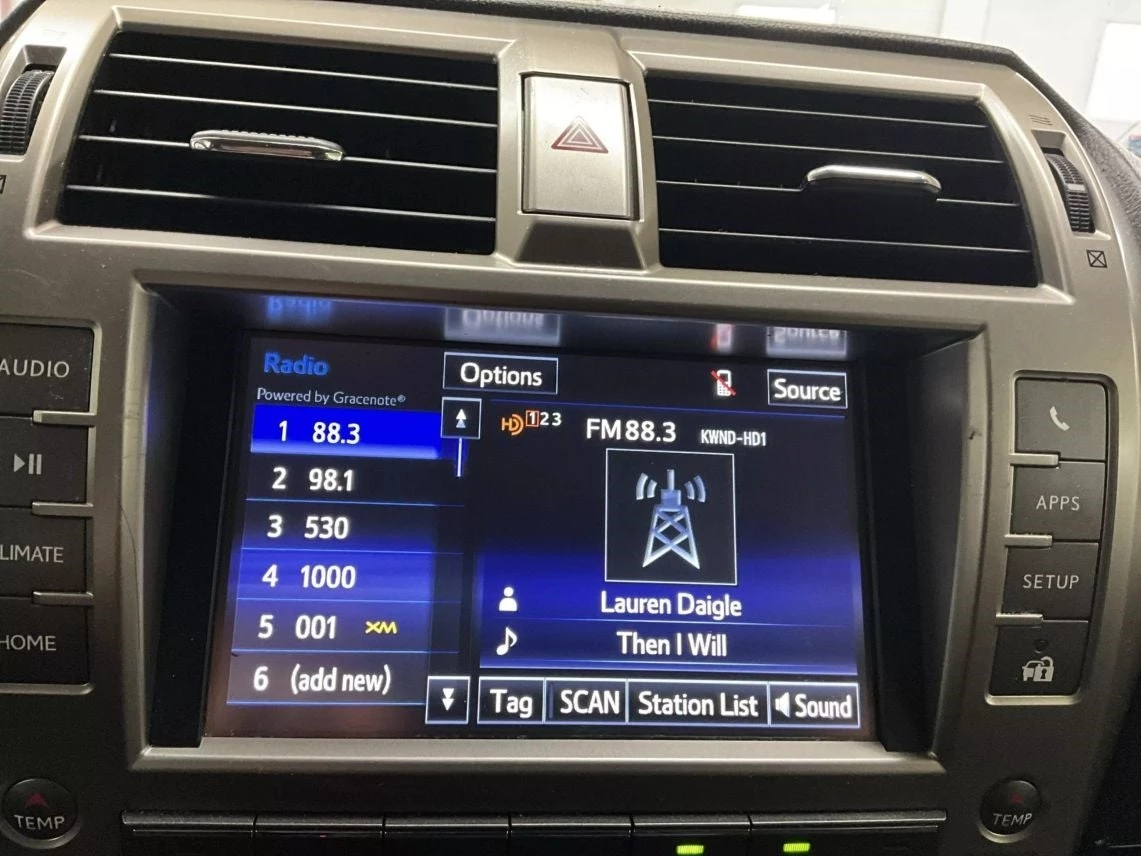 Radio
Options
Source
Powered by Gracenote®
1 88.3
2 98.1
3 530
4 1000
5 001 XM
6 (add new)
HD 1 2 3
FM 88.3 KWND-HD1
Lauren Daigle
Then I Will
Tag
SCAN
Station List
Sound
AUDIO
LIMATE
HOME
APPS
SETUP
TEMP
TEMP